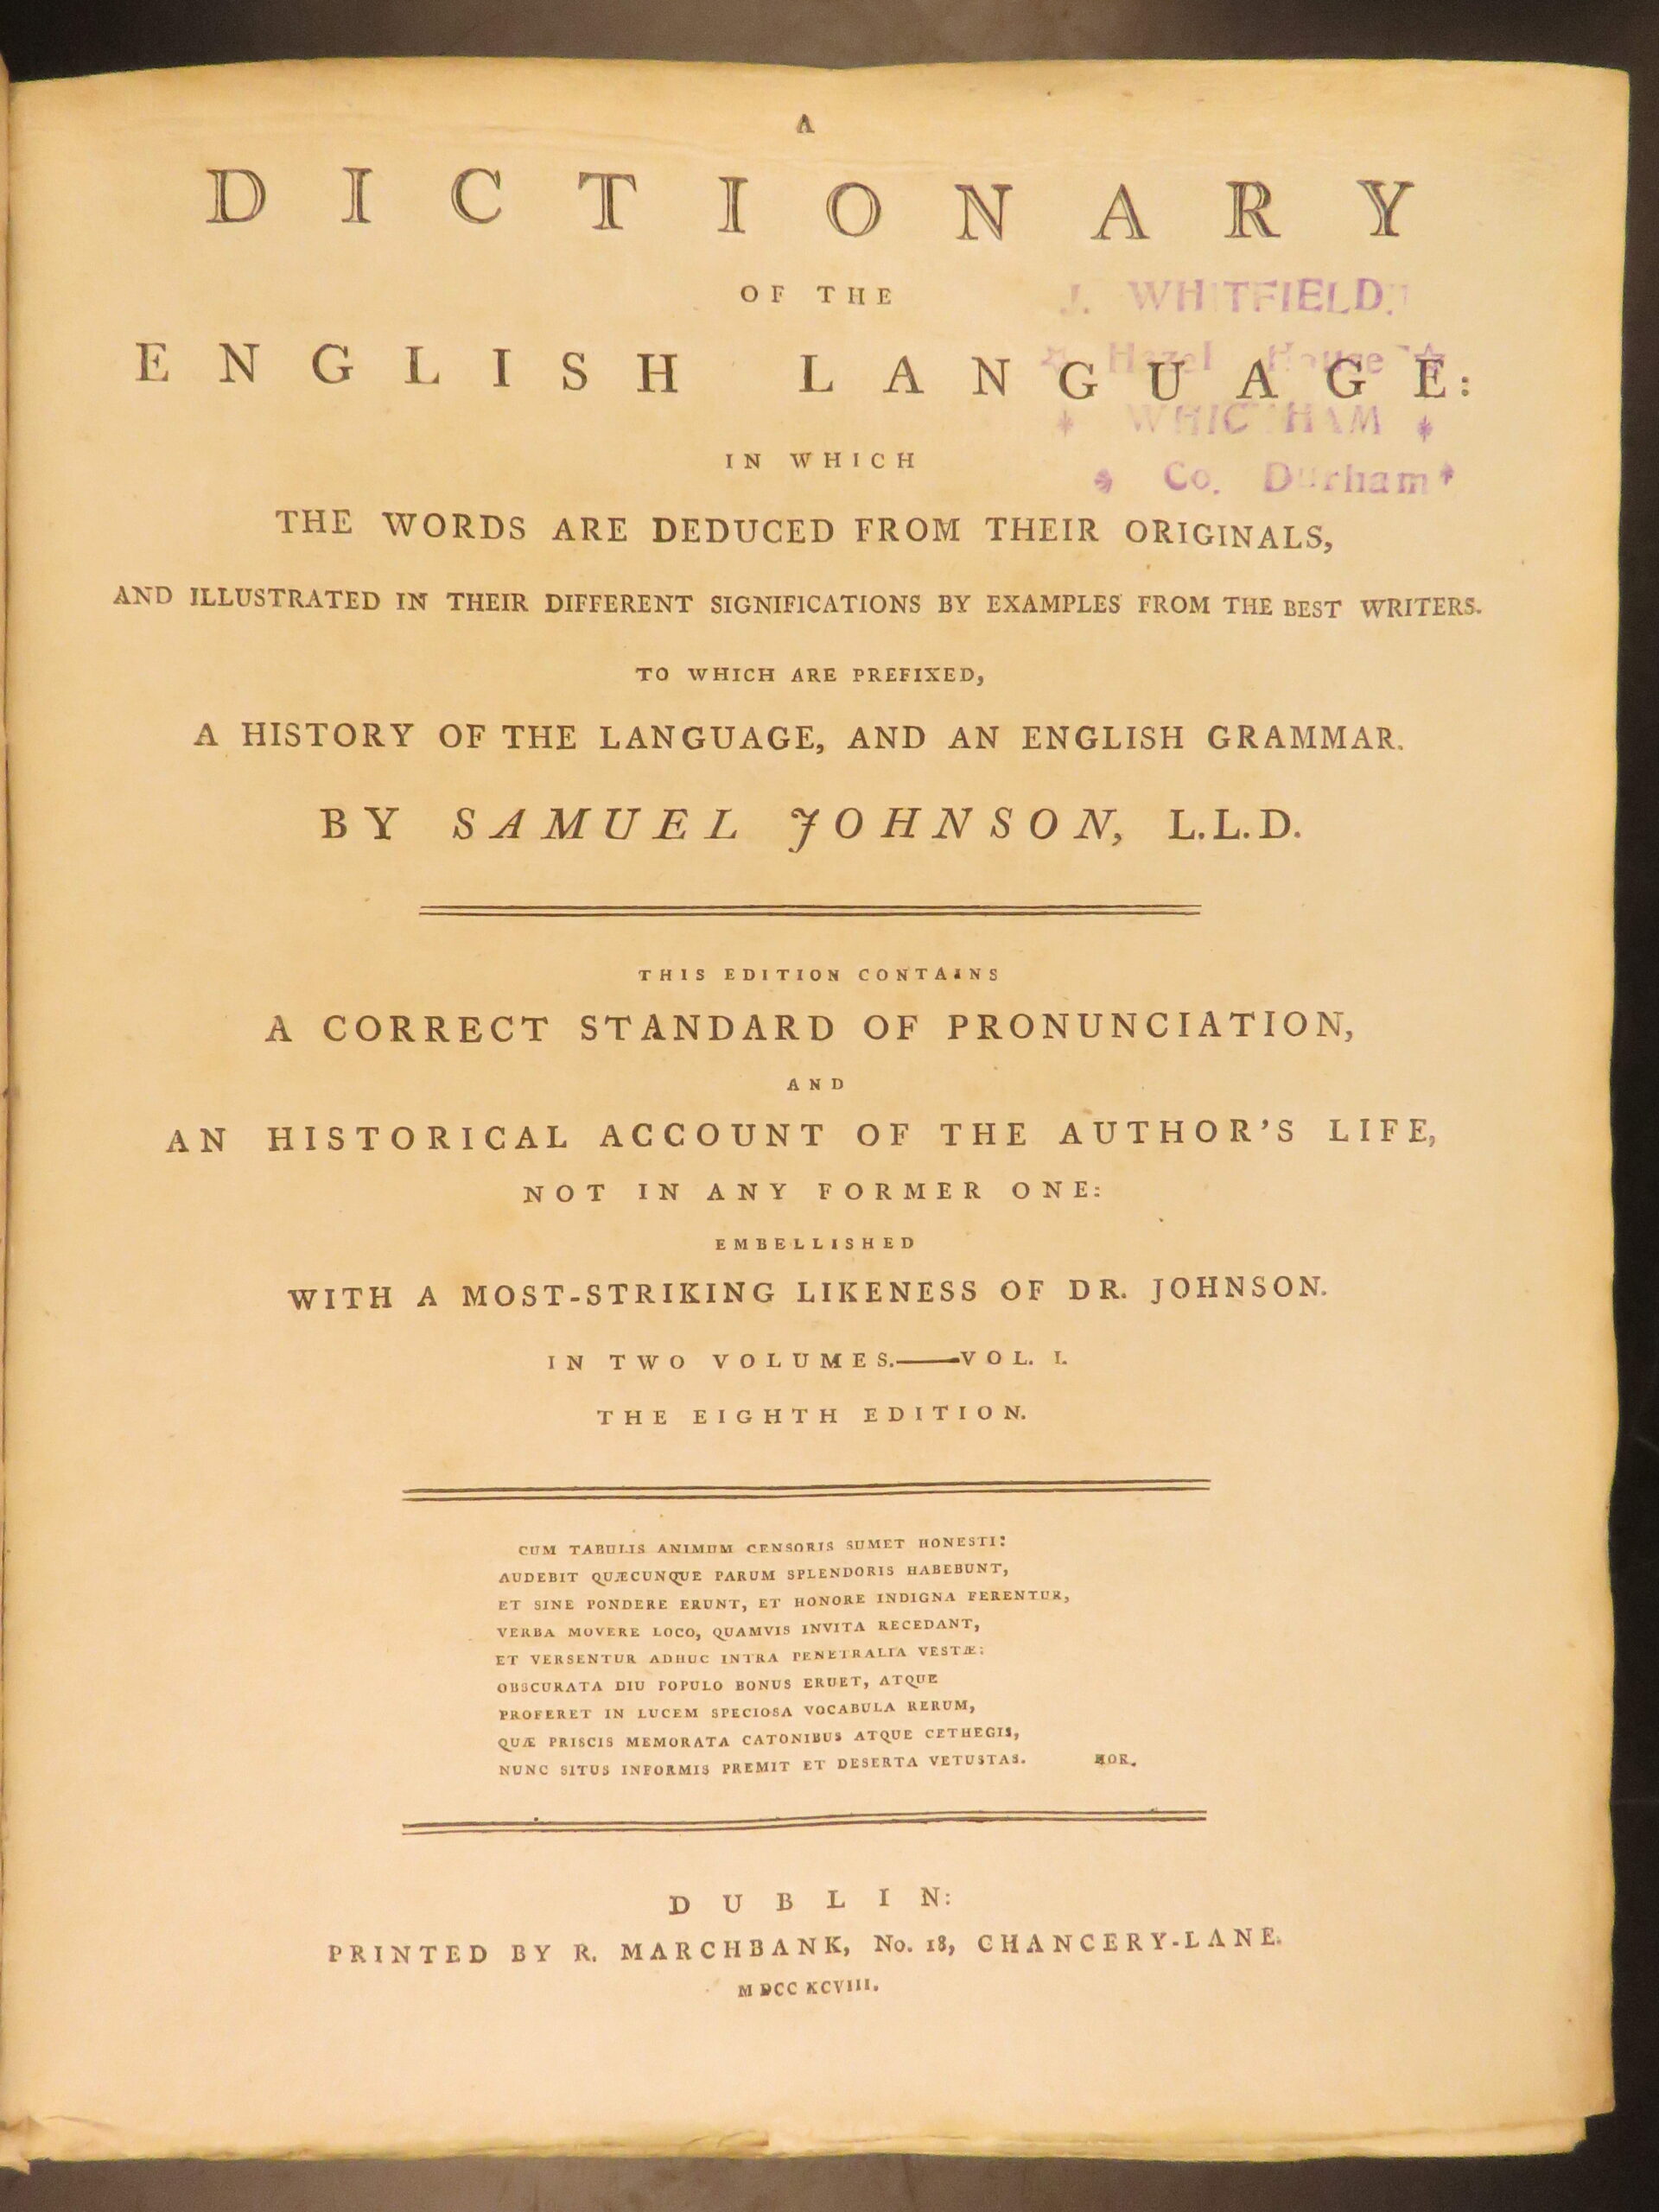 A
DICTIONARY
OF THE
ENGLISH LANGUAGE:
IN WHICH
THE WORDS ARE DEDUCED FROM THEIR ORIGINALS,
AND ILLUSTRATED IN THEIR DIFFERENT SIGNIFICATIONS BY EXAMPLES FROM THE BEST WRITERS.
TO WHICH ARE PREFIXED,
A HISTORY OF THE LANGUAGE, AND AN ENGLISH GRAMMAR.
BY SAMUEL JOHNSON, L.L.D.
J. WHITFIELD.
Hazel House
WHICKHAM
Co. Durham
THIS EDITION CONTAINS
A CORRECT STANDARD OF PRONUNCIATION,
AND
AN HISTORICAL ACCOUNT OF THE AUTHOR'S LIFE,
NOT IN ANY FORMER ONE:
EMBELLISHED
WITH A MOST-STRIKING LIKENESS OF DR. JOHNSON.
IN TWO VOLUMES.—VOL. I.
THE EIGHTH EDITION.
CUM TABULIS ANIMUM CENSORIS SUMET HONESTI:
AUDEBIT QUÆCUNQUE PARUM SPLENDORIS HABEBUNT,
ET SINE PONDERE ERUNT, ET HONORE INDIGNA FERENTUR,
VERBA MOVERE LOCO, QUAMVIS INVITA RECEDANT,
ET VERSENTUR ADHUC INTRA PENETRALIA VESTÆ:
OBSCURATA DIU POPULO BONUS ERUET, ATQUE
PROFERET IN LUCEM SPECIOSA VOCABULA RERUM,
QUÆ PRISCIS MEMORATA CATONIBUS ATQUE CETHEGIS,
NUNC SITUS INFORMIS PREMIT ET DESERTA VETUSTAS. HOR.
DUBLIN:
PRINTED BY R. MARCHBANK, No. 18, CHANCERY-LANE.
MDCCXCVIII.